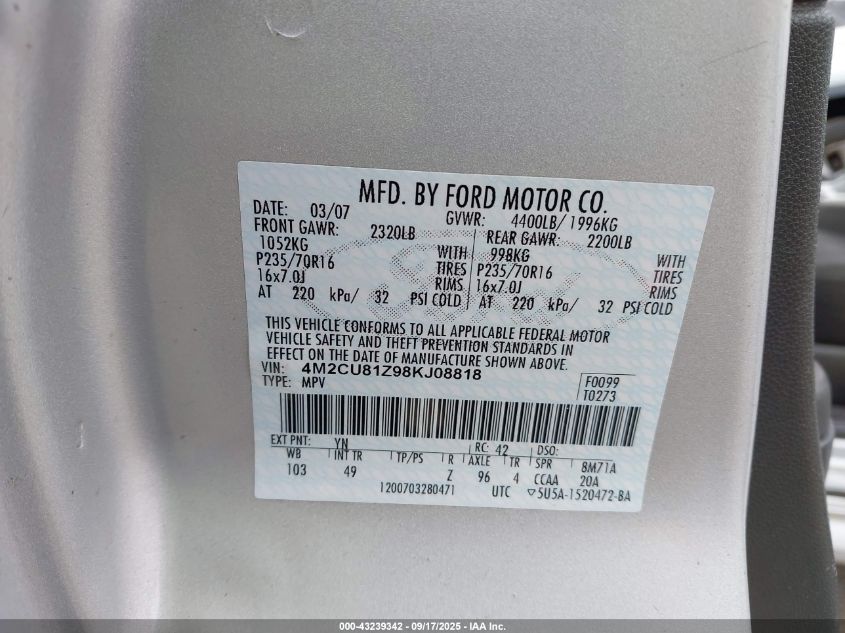 MFD. BY FORD MOTOR CO.
DATE: 03/07 GVWR: 4400LB/ 1996KG
FRONT GAWR: 2320LB REAR GAWR: 2200LB
1052KG WITH 998KG WITH
P235/70R16 TIRES P235/70R16 TIRES
16x7.0J RIMS 16x7.0J RIMS
AT 220 kPa/ 32 PSI COLD AT 220 kPa/ 32 PSI COLD
THIS VEHICLE CONFORMS TO ALL APPLICABLE FEDERAL MOTOR
VEHICLE SAFETY AND THEFT PREVENTION STANDARDS IN
EFFECT ON THE DATE OF MANUFACTURE SHOWN ABOVE.
VIN: 4M2CU81Z98KJ08818 F0099
TYPE: MPV T0273
EXT PNT: YN RC: 42 DSO:
WB INT TR TP/PS R AXLE TR SPR 8M71A
103 49 Z 96 4 CCAA 20A
1200703280471 UTC ▽5U5A-1520472-BA
000-43239342 - 09/17/2025 - IAA Inc.